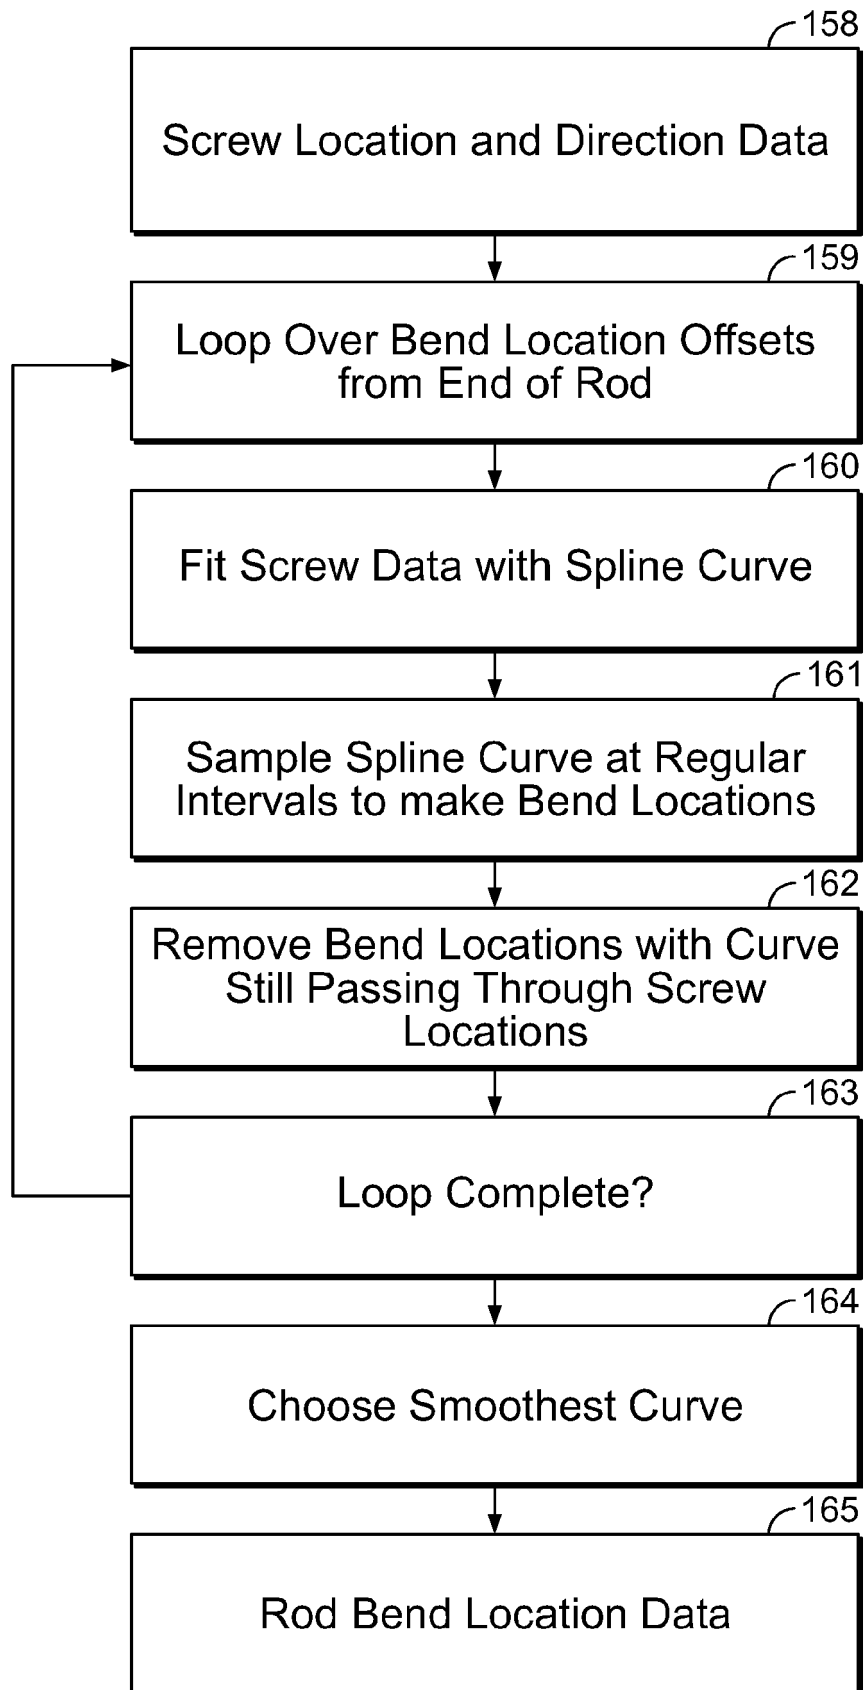 158
Screw Location and Direction Data
159
Loop Over Bend Location Offsets
from End of Rod
160
Fit Screw Data with Spline Curve
161
Sample Spline Curve at Regular
Intervals to make Bend Locations
162
Remove Bend Locations with Curve
Still Passing Through Screw
Locations
163
Loop Complete?
164
Choose Smoothest Curve
165
Rod Bend Location Data